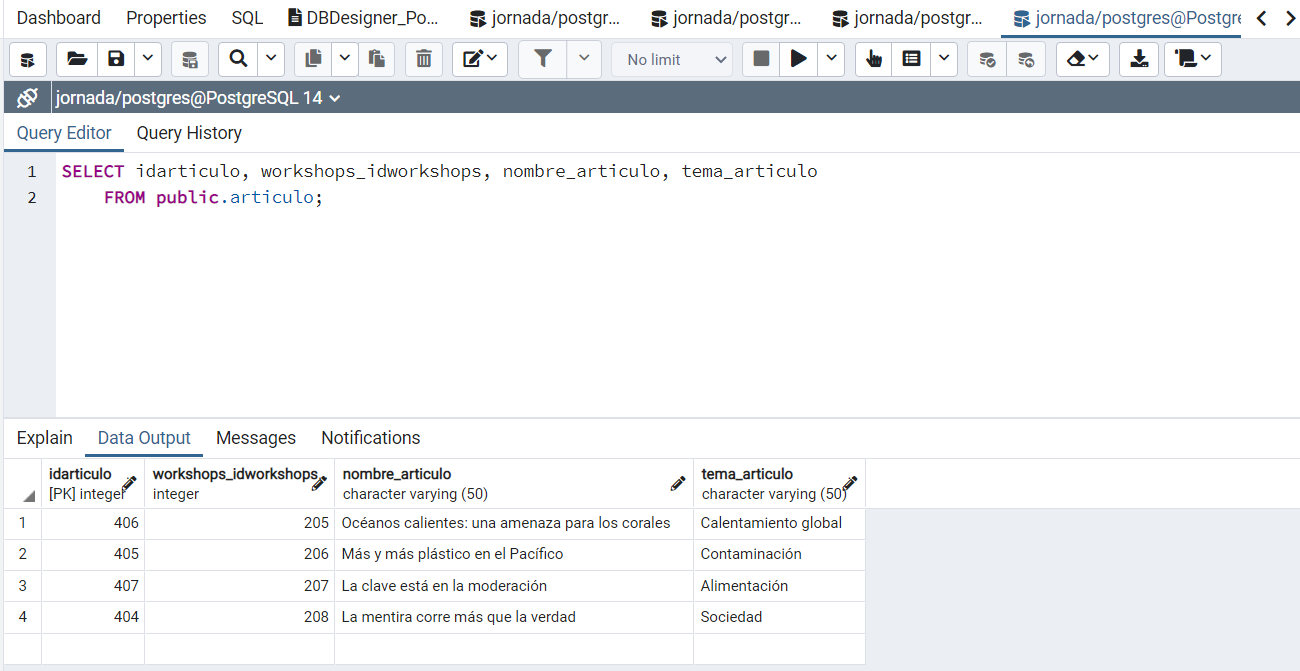 Dashboard Properties SQL DBDesigner_Po... jornada/postgr... jornada/postgr... jornada/postgr... jornada/postgres@Postgre
No limit
jornada/postgres@PostgreSQL 14
Query Editor Query History
1 SELECT idarticulo, workshops_idworkshops, nombre_articulo, tema_articulo
2 FROM public.articulo;
Explain Data Output Messages Notifications
idarticulo workshops_idworkshops nombre_articulo tema_articulo
[PK] integer integer character varying (50) character varying (50)
1 406 205 Océanos calientes: una amenaza para los corales Calentamiento global
2 405 206 Más y más plástico en el Pacífico Contaminación
3 407 207 La clave está en la moderación Alimentación
4 404 208 La mentira corre más que la verdad Sociedad